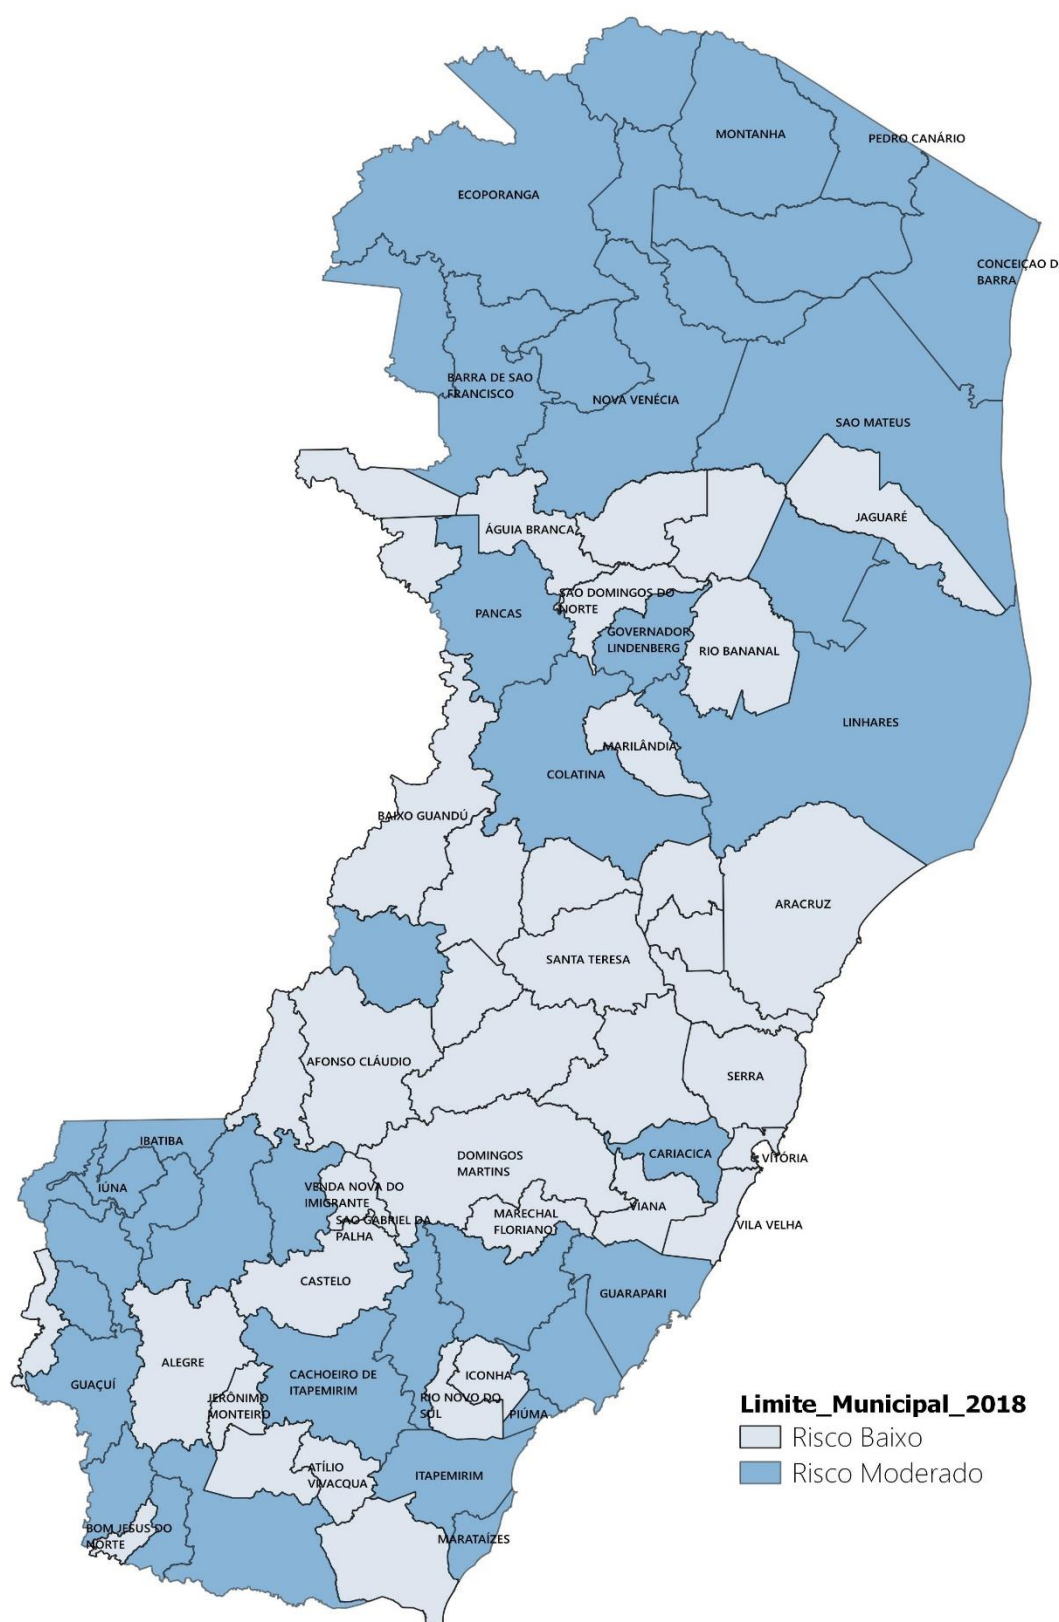 MONTANHA
PEDRO CANÁRIO
ECOPORANGA
CONCEIÇAO D
BARRA
BARRA DE SAO
FRANCISCO
NOVA VENÉCIA
SAO MATEUS
JAGUARÉ
ÁGUIA BRANCA
SAO DOMINGOS DO
NORTE
PANCAS
GOVERNADOR
LINDENBERG
RIO BANANAL
LINHARES
MARILÂNDIA
COLATINA
BAIXO GUANDÚ
ARACRUZ
SANTA TERESA
AFONSO CLÁUDIO
SERRA
IBATIBA
CARIACICA
VITÓRIA
DOMINGOS
MARTINS
IÚNA
VENDA NOVA DO
IMIGRANTE
SAO GABRIEL DA
PALHA
MARECHAL
FLORIANO
VIANA
VILA VELHA
CASTELO
GUARAPARI
ALEGRE
GUAÇUÍ
CACHOEIRO DE
ITAPEMIRIM
ICONHA
JERÔNIMO
MONTEIRO
RIO NOVO DO
SUL
PIÚMA
Limite_Municipal_2018
Risco Baixo
Risco Moderado
ATÍLIO
VIVACQUA
ITAPEMIRIM
BOM JESUS DO
NORTE
MARATAÍZES